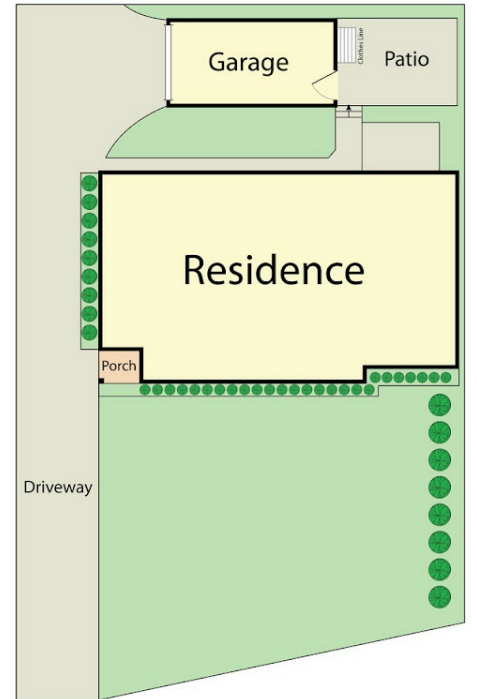 Garage
Clothes Line
Patio
Residence
Porch
Driveway